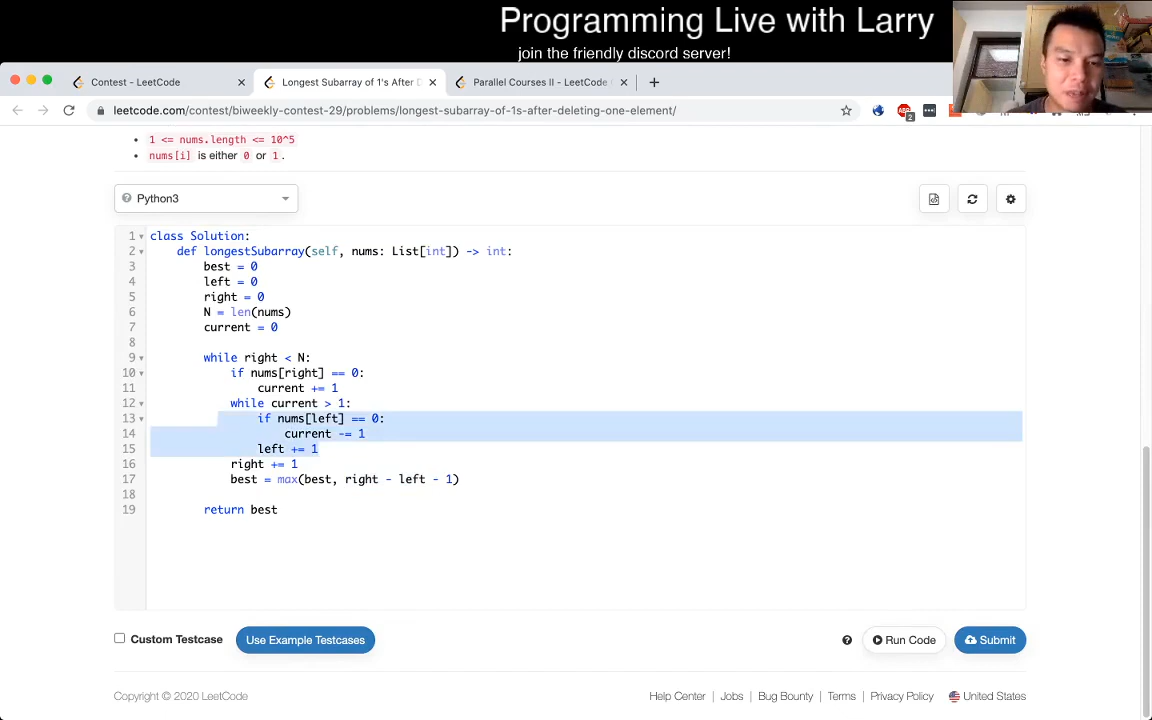 Programming Live with Larry
join the friendly discord server!
Contest - LeetCode
Longest Subarray of 1's After D
Parallel Courses II - LeetCode
leetcode.com/contest/biweekly-contest-29/problems/longest-subarray-of-1s-after-deleting-one-element/
2
1 <= nums.length <= 10^5
nums[i] is either 0 or 1.
Python3
1 class Solution:
2 def longestSubarray(self, nums: List[int]) -> int:
3 best = 0
4 left = 0
5 right = 0
6 N = len(nums)
7 current = 0
8
9 while right < N:
10 if nums[right] == 0:
11 current += 1
12 while current > 1:
13 if nums[left] == 0:
14 current -= 1
15 left += 1
16 right += 1
17 best = max(best, right - left - 1)
18
19 return best
Custom Testcase
Use Example Testcases
Run Code
Submit
Copyright © 2020 LeetCode
Help Center | Jobs | Bug Bounty | Terms | Privacy Policy
United States